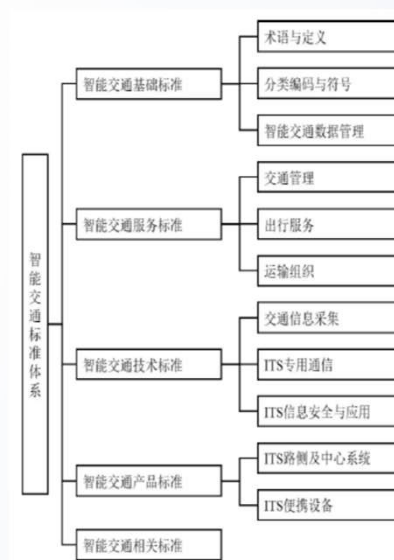 智能交通标准体系
智能交通基础标准
术语与定义
分类编码与符号
智能交通数据管理
智能交通服务标准
交通管理
出行服务
运输组织
智能交通技术标准
交通信息采集
ITS专用通信
ITS信息安全与应用
智能交通产品标准
ITS路侧及中心系统
ITS便携设备
智能交通相关标准